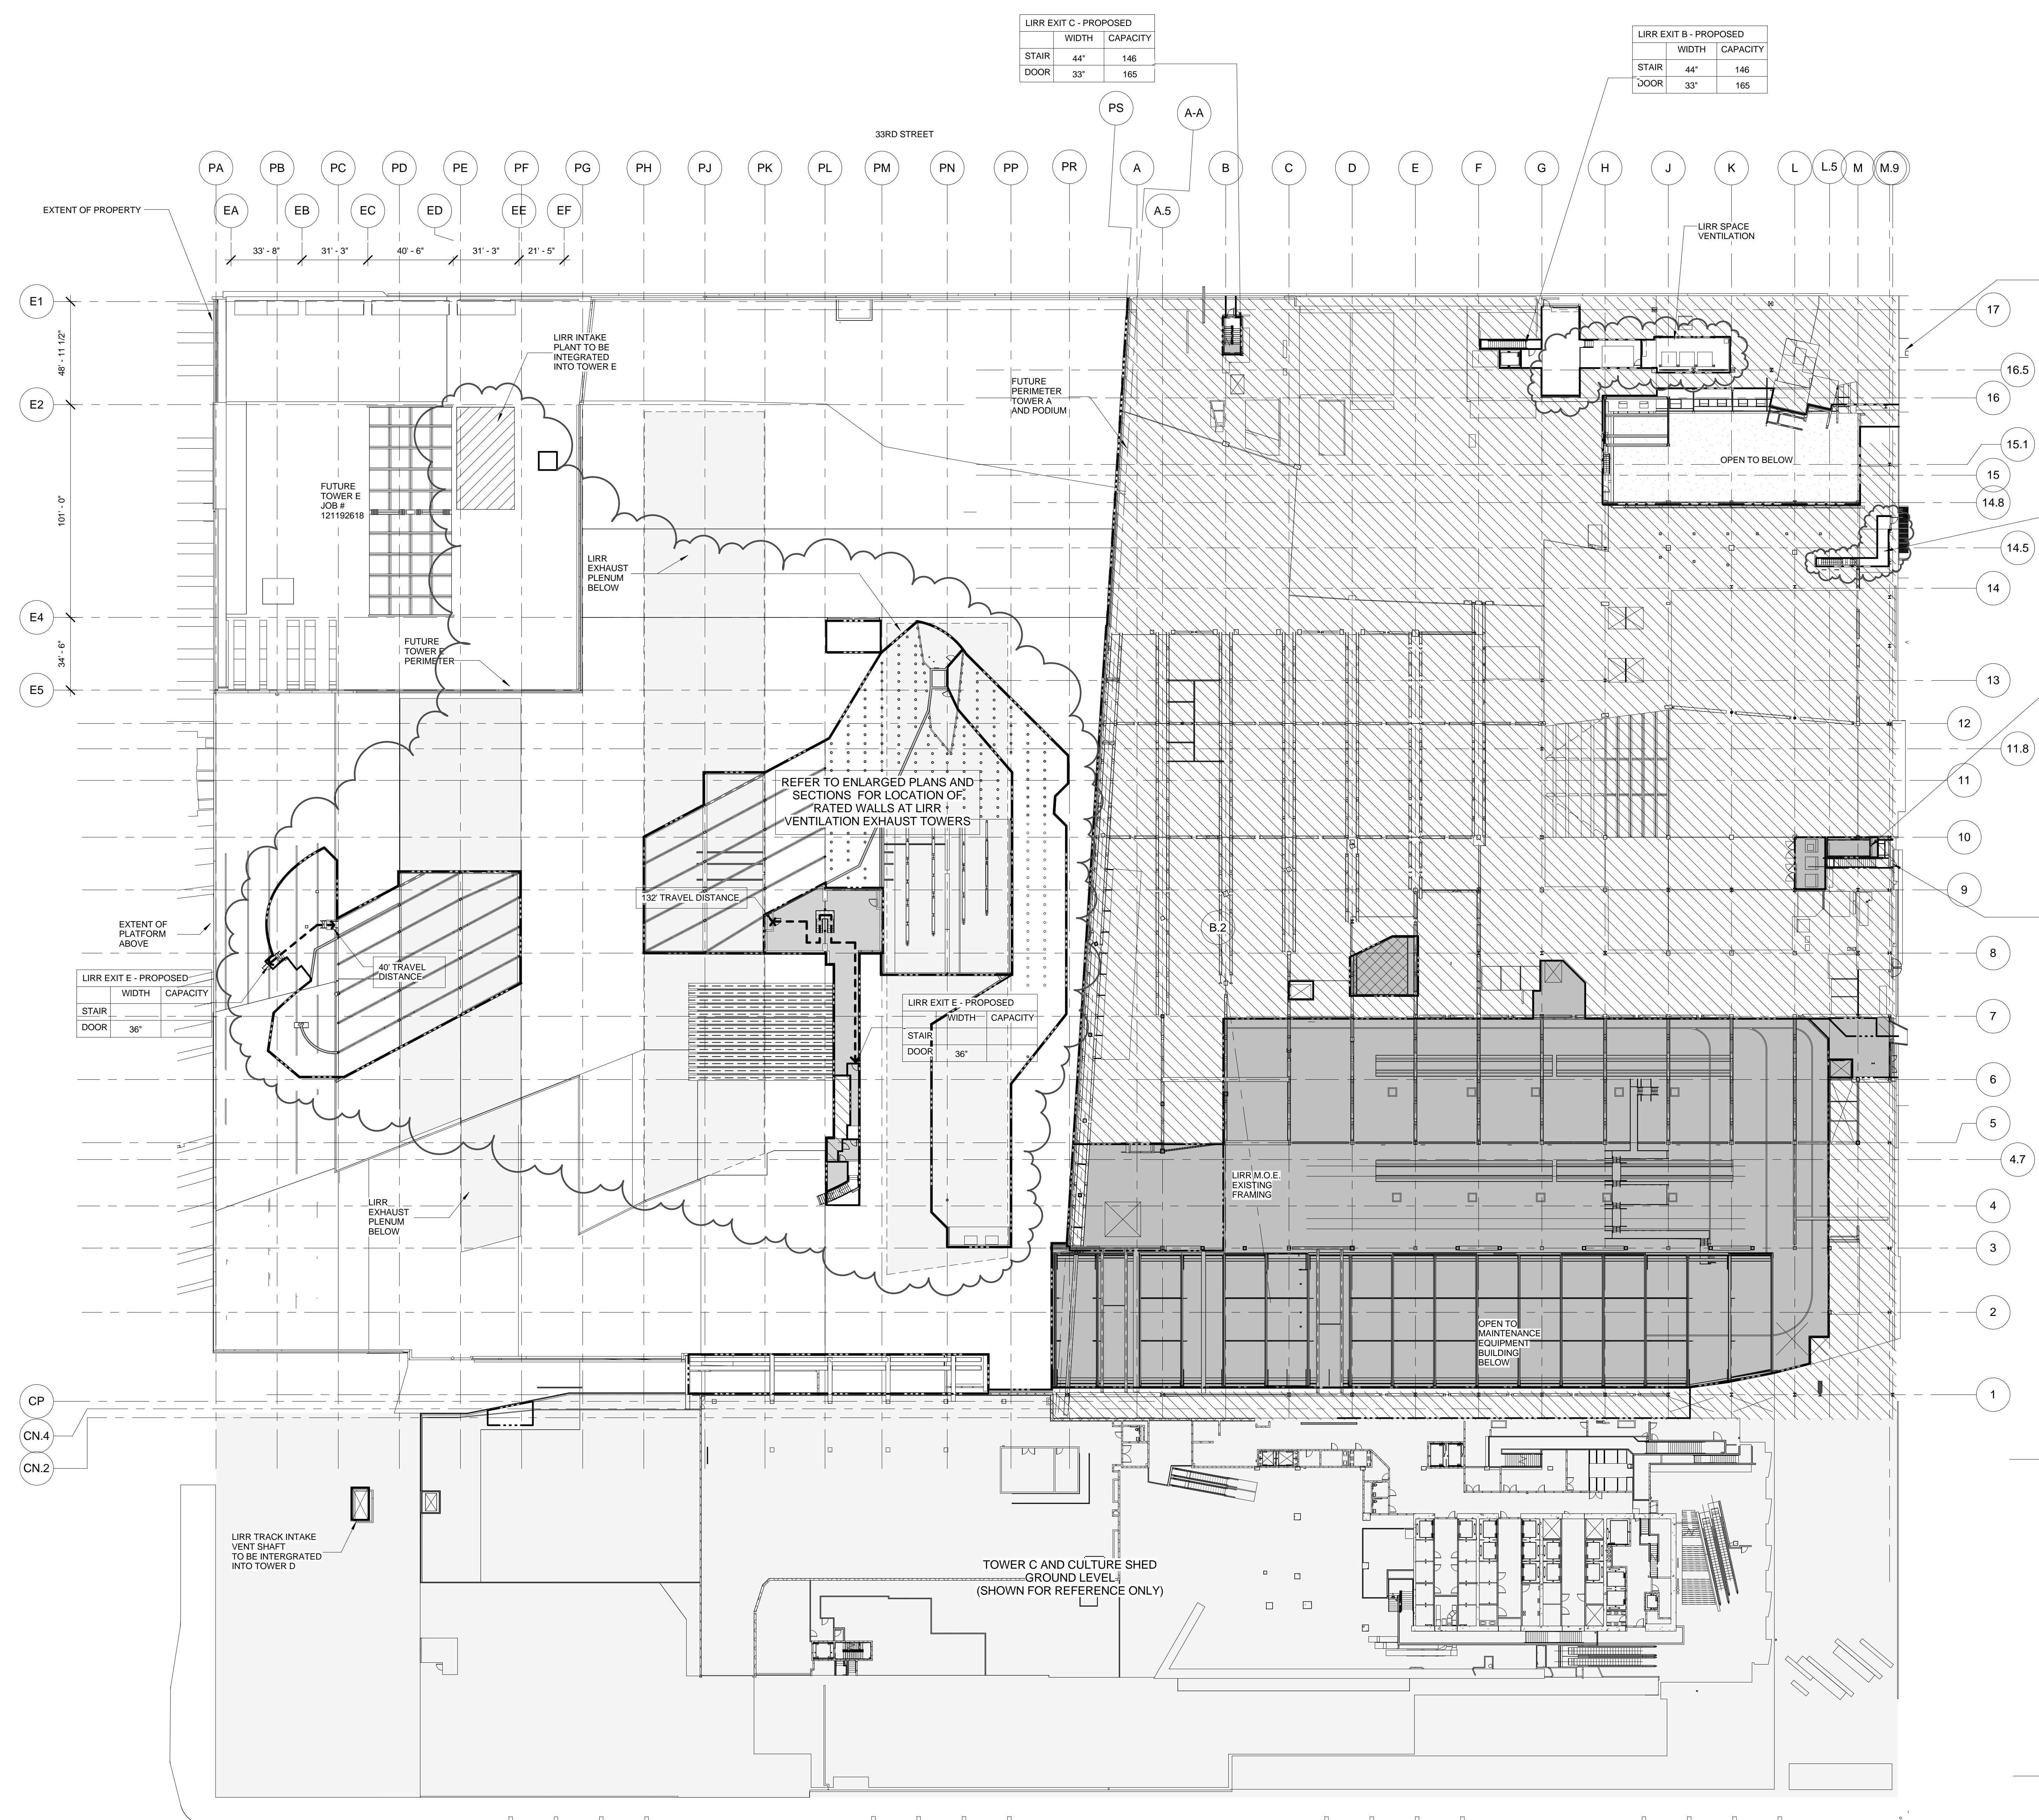 LIRR EXIT C - PROPOSED
WIDTH CAPACITY
STAIR 44" 146
DOOR 33" 165
LIRR EXIT B - PROPOSED
WIDTH CAPACITY
STAIR 44" 146
DOOR 33" 165
PS
A-A
33RD STREET
PA PB PC PD PE PF PG PH PJ PK PL PM PN PP PR A B C D E F G H J K L L.5 M M.9
EXTENT OF PROPERTY
EA EB EC ED EE EF
A.5
LIRR SPACE
VENTILATION
33' - 8" 31' - 3" 40' - 6" 31' - 3" 21' - 5"
E1
17
48' - 11 1/2"
LIRR INTAKE
PLANT TO BE
INTEGRATED
INTO TOWER E
FUTURE
PERIMETER
TOWER A
AND PODIUM
16.5
E2
16
15.1
OPEN TO BELOW
15
FUTURE
TOWER E
JOB #
121192618
101' - 0"
14.8
14.5
LIRR
EXHAUST
PLENUM
BELOW
14
E4
FUTURE
TOWER E
PERIMETER
34' - 6"
E5
13
12
11.8
REFER TO ENLARGED PLANS AND
SECTIONS FOR LOCATION OF
RATED WALLS AT LIRR
VENTILATION EXHAUST TOWERS
11
10
132' TRAVEL DISTANCE
9
EXTENT OF
PLATFORM
ABOVE
B.2
8
40' TRAVEL
DISTANCE
LIRR EXIT E - PROPOSED
WIDTH CAPACITY
STAIR
DOOR 36"
LIRR EXIT E - PROPOSED
WIDTH CAPACITY
STAIR
DOOR 36"
7
6
5
4.7
LIRR M.O.E.
EXISTING
FRAMING
LIRR
EXHAUST
PLENUM
BELOW
4
3
2
OPEN TO
MAINTENANCE
EQUIPMENT
BUILDING
BELOW
CP
1
CN.4
CN.2
LIRR TRACK INTAKE
VENT SHAFT
TO BE INTERGRATED
INTO TOWER D
TOWER C AND CULTURE SHED
GROUND LEVEL
(SHOWN FOR REFERENCE ONLY)